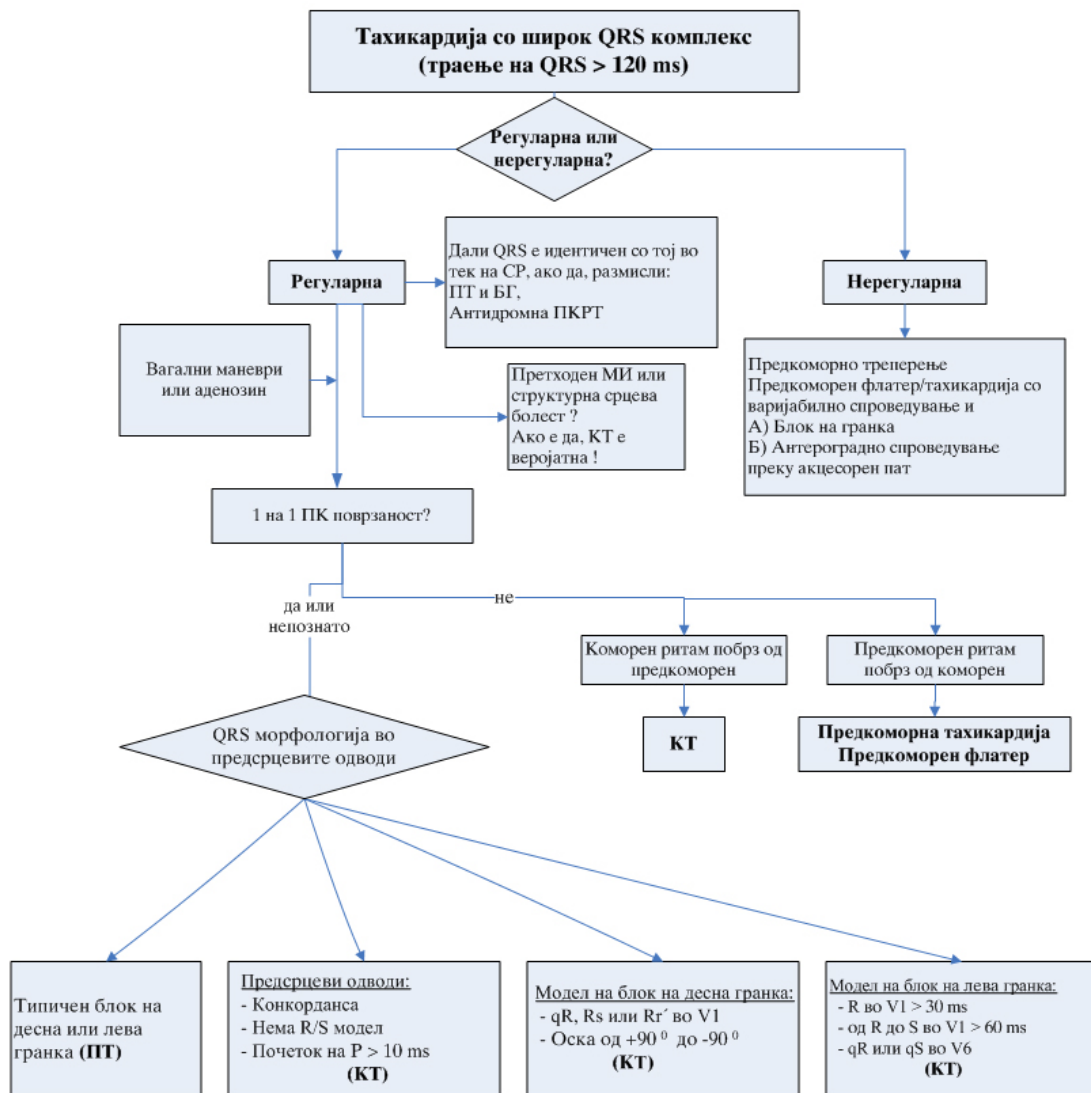 Тахикардија со широк QRS комплекс
(траење на QRS > 120 ms)
Регуларна или
нерегуларна?
Регуларна
Дали QRS е идентичен со тој во
тек на СР, ако да, размисли:
ПТ и БГ,
Антидромна ПКРТ
Нерегуларна
Вагални маневри
или аденозин
Претходен МИ или
структурна срцева
болест ?
Ако е да, КТ е
веројатна !
Предкоморно треперење
Предкоморен флатер/тахикардија со
варијабилно спроведување и
А) Блок на гранка
Б) Антероградно спроведување
преку акцесорен пат
1 на 1 ПК поврзаност?
да или
непознато
не
Коморен ритам побрз од
предкоморен
Предкоморен ритам
побрз од коморен
КТ
Предкоморна тахикардија
Предкоморен флатер
QRS морфологија во
предсрцевите одводи
Типичен блок на
десна или лева
гранка (ПТ)
Предсрцеви одводи:
- Конкорданса
- Нема R/S модел
- Почеток на Р > 10 ms
(КТ)
Модел на блок на десна гранка:
- qR, Rs или Rr´ во V1
- Оска од +90 ⁰ до -90 ⁰
(КТ)
Модел на блок на лева гранка:
- R во V1 > 30 ms
- од R до S во V1 > 60 ms
- qR или qS во V6
(КТ)